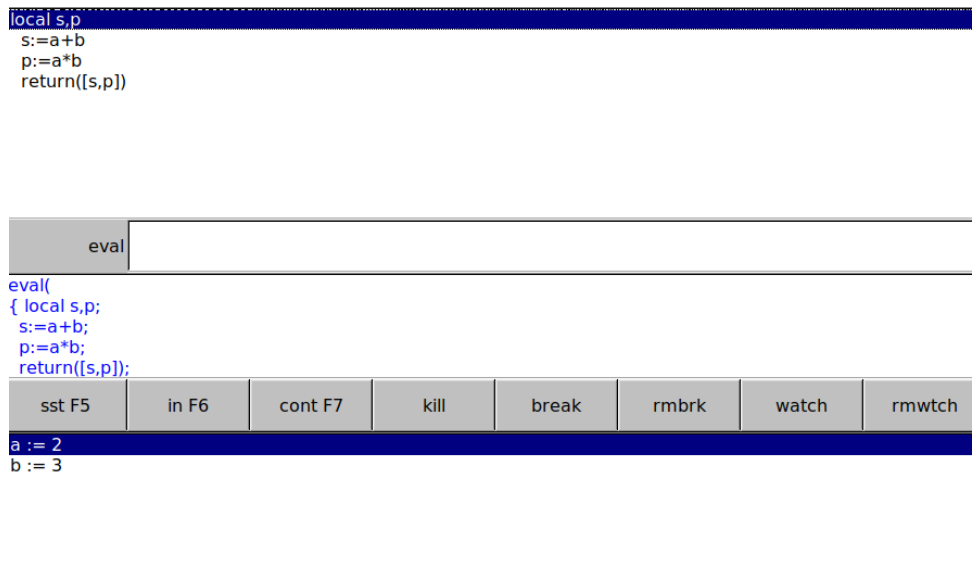 local s,p
s:=a+b
p:=a*b
return([s,p])
eval
eval(
{ local s,p;
s:=a+b;
p:=a*b;
return([s,p]);
sst F5 in F6 cont F7 kill break rmbrk watch rmwtch
a := 2
b := 3